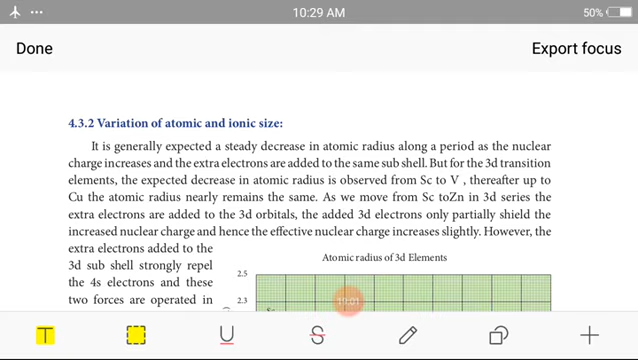 10:29 AM
50%
Done
Export focus
4.3.2 Variation of atomic and ionic size:
It is generally expected a steady decrease in atomic radius along a period as the nuclear
charge increases and the extra electrons are added to the same sub shell. But for the 3d transition
elements, the expected decrease in atomic radius is observed from Sc to V , thereafter up to
Cu the atomic radius nearly remains the same. As we move from Sc toZn in 3d series the
extra electrons are added to the 3d orbitals, the added 3d electrons only partially shield the
increased nuclear charge and hence the effective nuclear charge increases slightly. However, the
extra electrons added to the
3d sub shell strongly repel
the 4s electrons and these
two forces are operated in
Atomic radius of 3d Elements
2.5
2.3
19:01
Sc
T
U
S